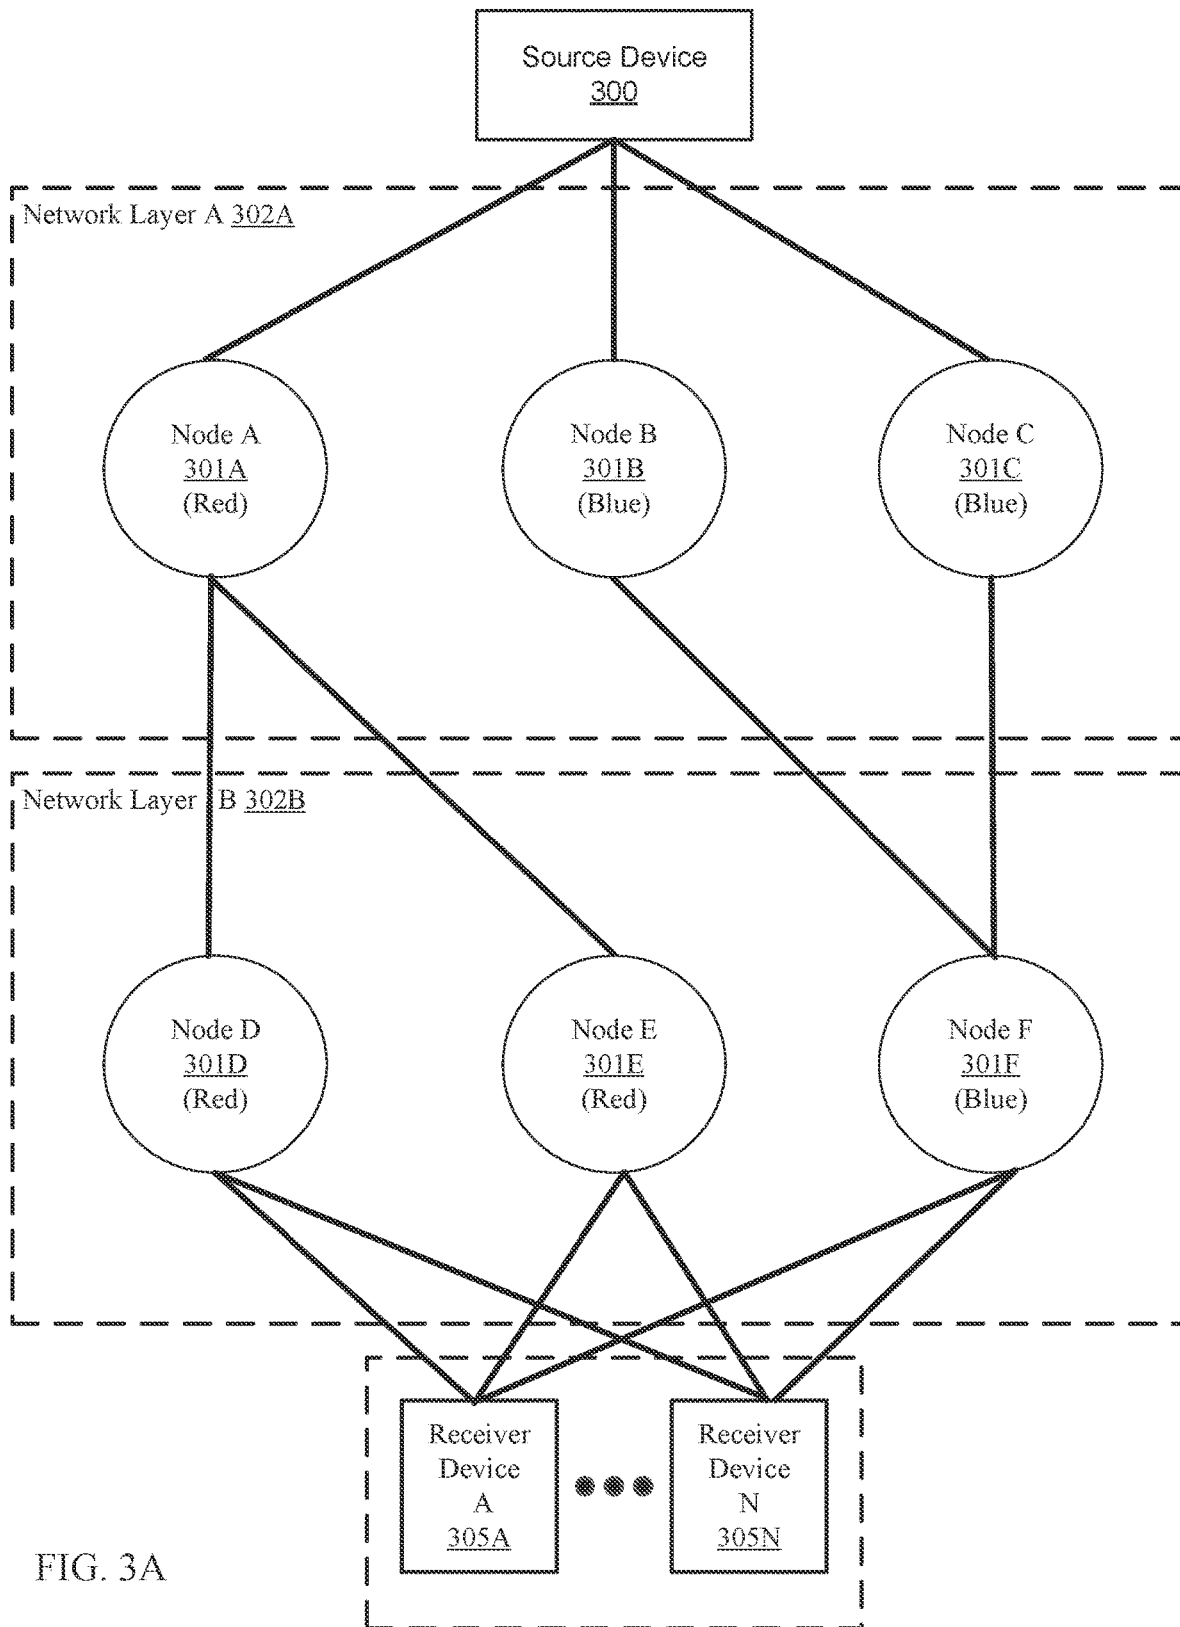 Source Device
300
Network Layer A 302A
Node A
301A
(Red)
Node B
301B
(Blue)
Node C
301C
(Blue)
Network Layer B 302B
Node D
301D
(Red)
Node E
301E
(Red)
Node F
301F
(Blue)
Receiver
Device
A
305A
Receiver
Device
N
305N
FIG. 3A